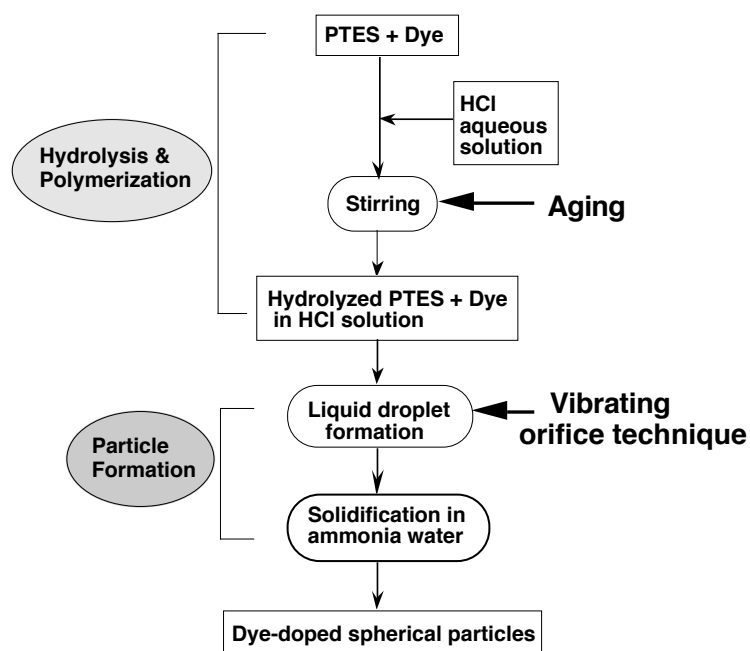 PTES + Dye
HCl
aqueous
solution
Hydrolysis &
Polymerization
Stirring
Aging
Hydrolyzed PTES + Dye
in HCl solution
Liquid droplet
formation
Vibrating
orifice technique
Particle
Formation
Solidification in
ammonia water
Dye-doped spherical particles